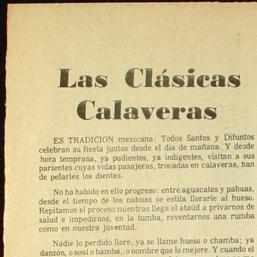 Las Clásicas
Calaveras
ES TRADICION mexicana: Todos Santos y Difuntos
celebran su fiesta juntos desde el día de mañana. Y desde
hora temprana, ya pudientes, ya indigentes, visitan a sus
parientes cuyas vidas pasajeras, trocadas en calaveras, han
de pelarles los dientes.
No ha habido en ello progreso: entre aguacates y pahuas,
desde el tiempo de los nahuas se estila llorarle al hueso.
Repitamos el proceso mientras llega el ataúd a privarnos de
salud e impedirnos, en la tumba, reventarnos una rumba
como en nuestra juventud.
Nadie lo perdido llore, ya se llame hueso o chamba; ya
danzón, o soul o bamba,, o nombre que lo mejore. Y cuando el